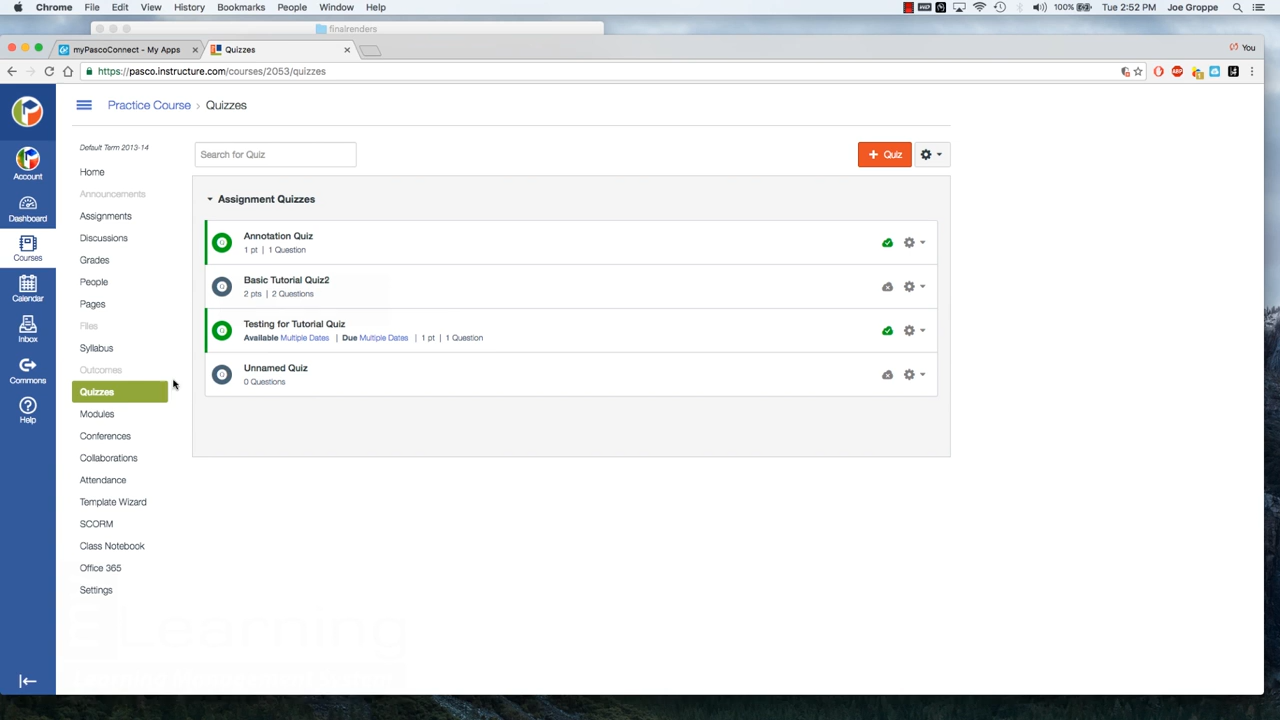 Chrome File Edit View History Bookmarks People Window Help 100% Tue 2:52 PM Joe Groppe
finalrenders
myPascoConnect - My Apps Quizzes You
https://pasco.instructure.com/courses/2053/quizzes
Practice Course › Quizzes
Account
Dashboard
Courses
Calendar
Inbox
Commons
Help
Default Term 2013-14
Home
Announcements
Assignments
Discussions
Grades
People
Pages
Files
Syllabus
Outcomes
Quizzes
Modules
Conferences
Collaborations
Attendance
Template Wizard
SCORM
Class Notebook
Office 365
Settings
Search for Quiz
+ Quiz
Assignment Quizzes
Annotation Quiz
1 pt | 1 Question
Basic Tutorial Quiz2
2 pts | 2 Questions
Testing for Tutorial Quiz
Available Multiple Dates | Due Multiple Dates | 1 pt | 1 Question
Unnamed Quiz
0 Questions
ELearning